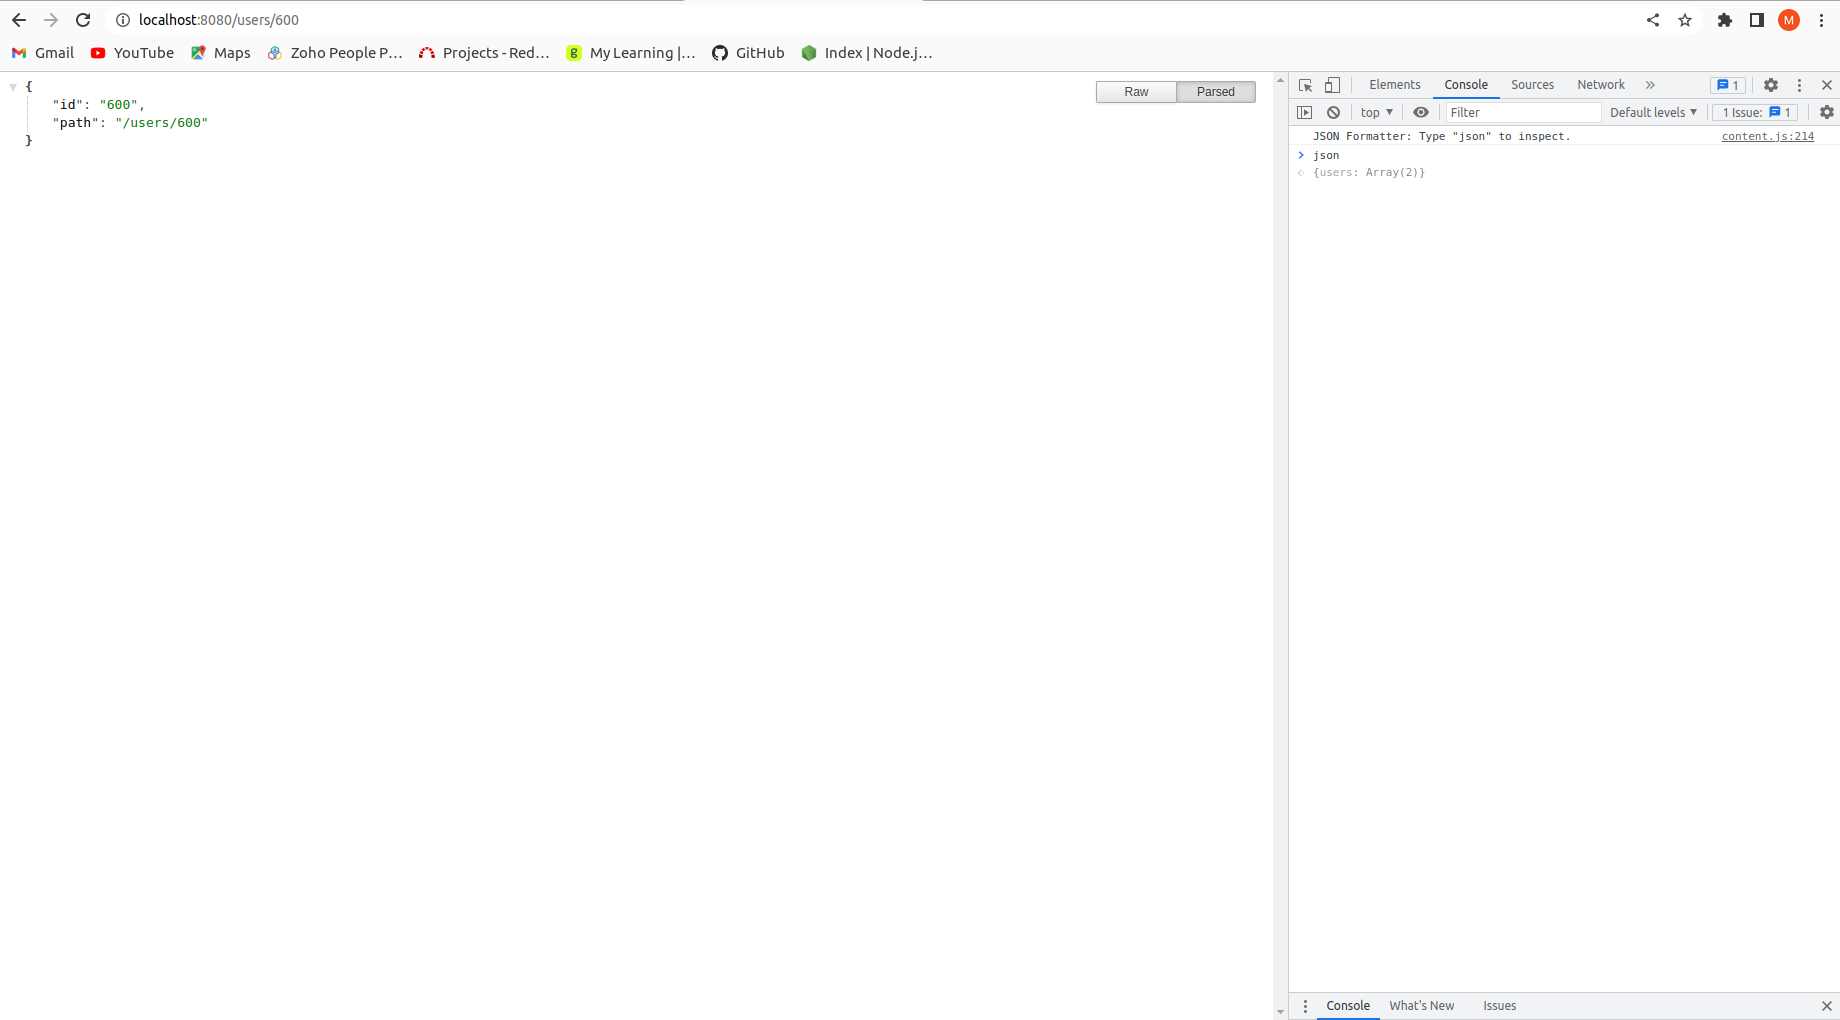 localhost:8080/users/600
M
Gmail YouTube Maps Zoho People P… Projects - Red… My Learning |… GitHub Index | Node.j…
{
"id": "600",
"path": "/users/600"
}
Raw Parsed
Elements Console Sources Network » 1
top Filter Default levels 1 Issue: 1
JSON Formatter: Type "json" to inspect. content.js:214
json
{users: Array(2)}
Console What's New Issues